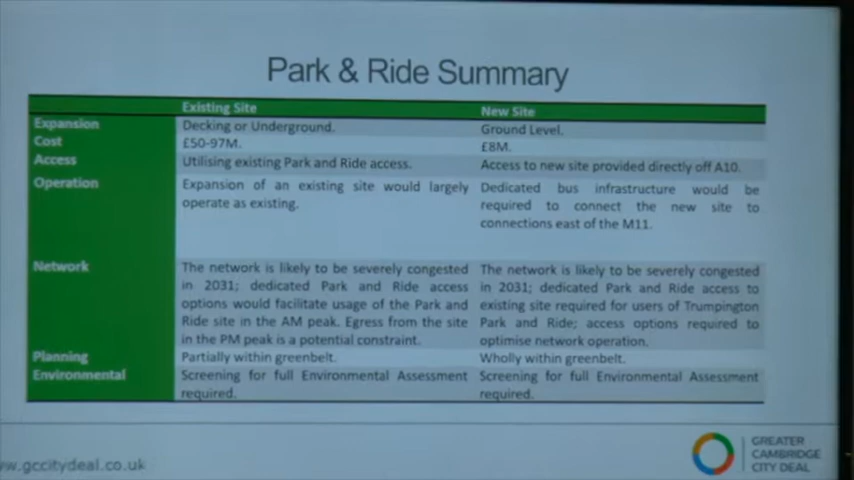 Park & Ride Summary
Existing Site
New Site
Expansion
Decking or Underground.
Ground Level.
Cost
£50-97M.
£8M.
Access
Utilising existing Park and Ride access.
Access to new site provided directly off A10.
Operation
Expansion of an existing site would largely
operate as existing.
Dedicated bus infrastructure would be
required to connect the new site to
connections east of the M11.
Network
The network is likely to be severely congested
in 2031; dedicated Park and Ride access
options would facilitate usage of the Park and
Ride site in the AM peak. Egress from the site
in the PM peak is a potential constraint.
The network is likely to be severely congested
in 2031; dedicated Park and Ride access to
existing site required for users of Trumpington
Park and Ride; access options required to
optimise network operation.
Planning
Partially within greenbelt.
Wholly within greenbelt.
Environmental
Screening for full Environmental Assessment
required.
Screening for full Environmental Assessment
required.
ww.gccitydeal.co.uk
GREATER
CAMBRIDGE
CITY DEAL